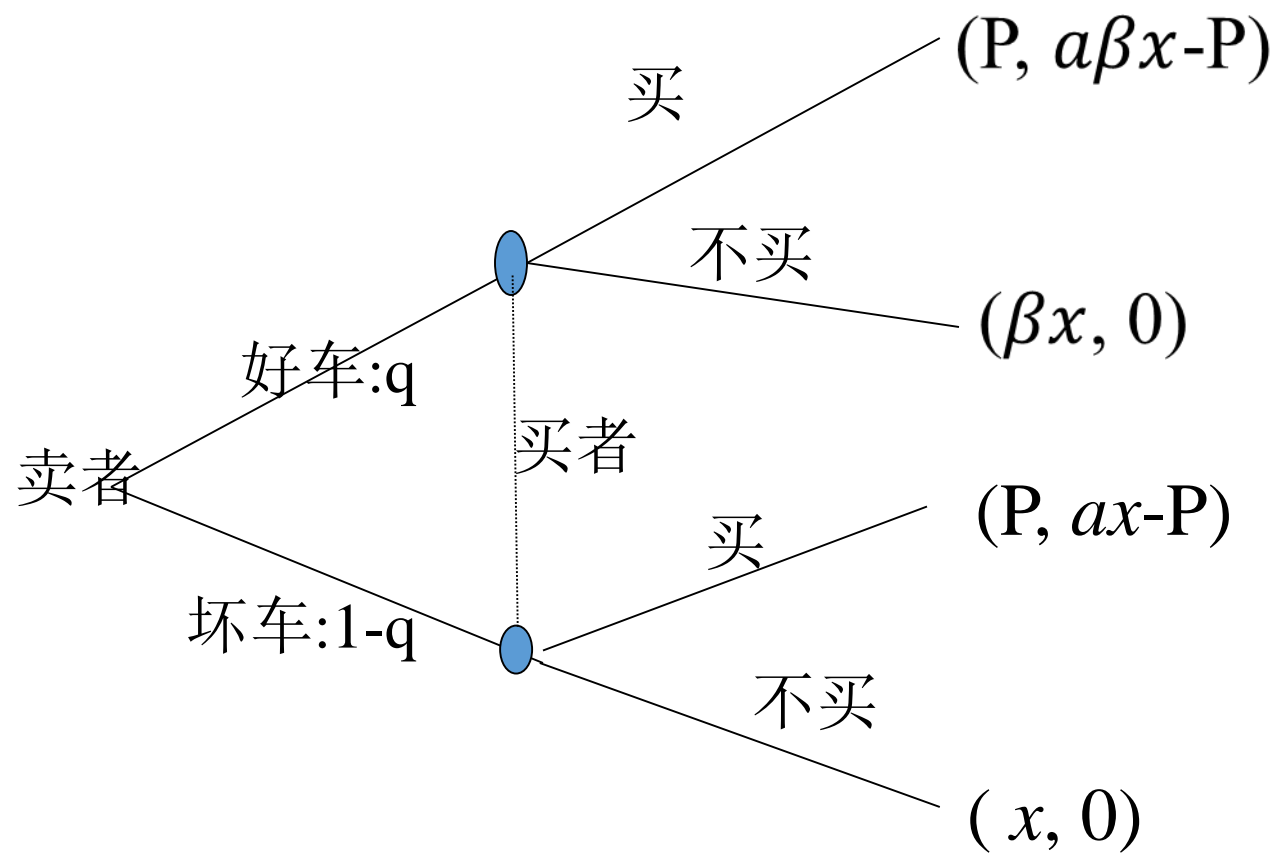 (P, αβx-P)
买
不买
(βx, 0)
好车:q
买者
卖者
(P, ax-P)
买
坏车:1-q
不买
( x, 0)